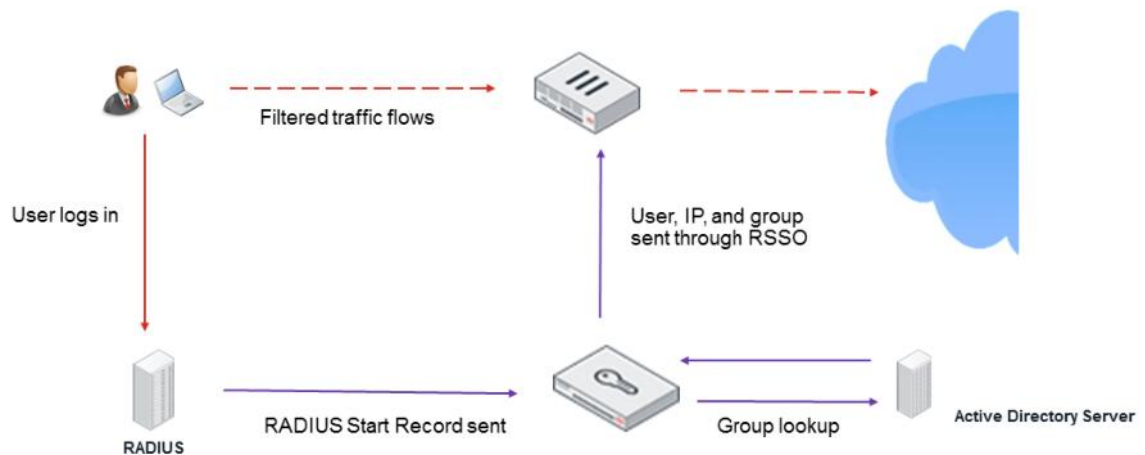 Filtered traffic flows
User logs in
User, IP, and group
sent through RSSO
RADIUS Start Record sent
Group lookup
Active Directory Server
RADIUS